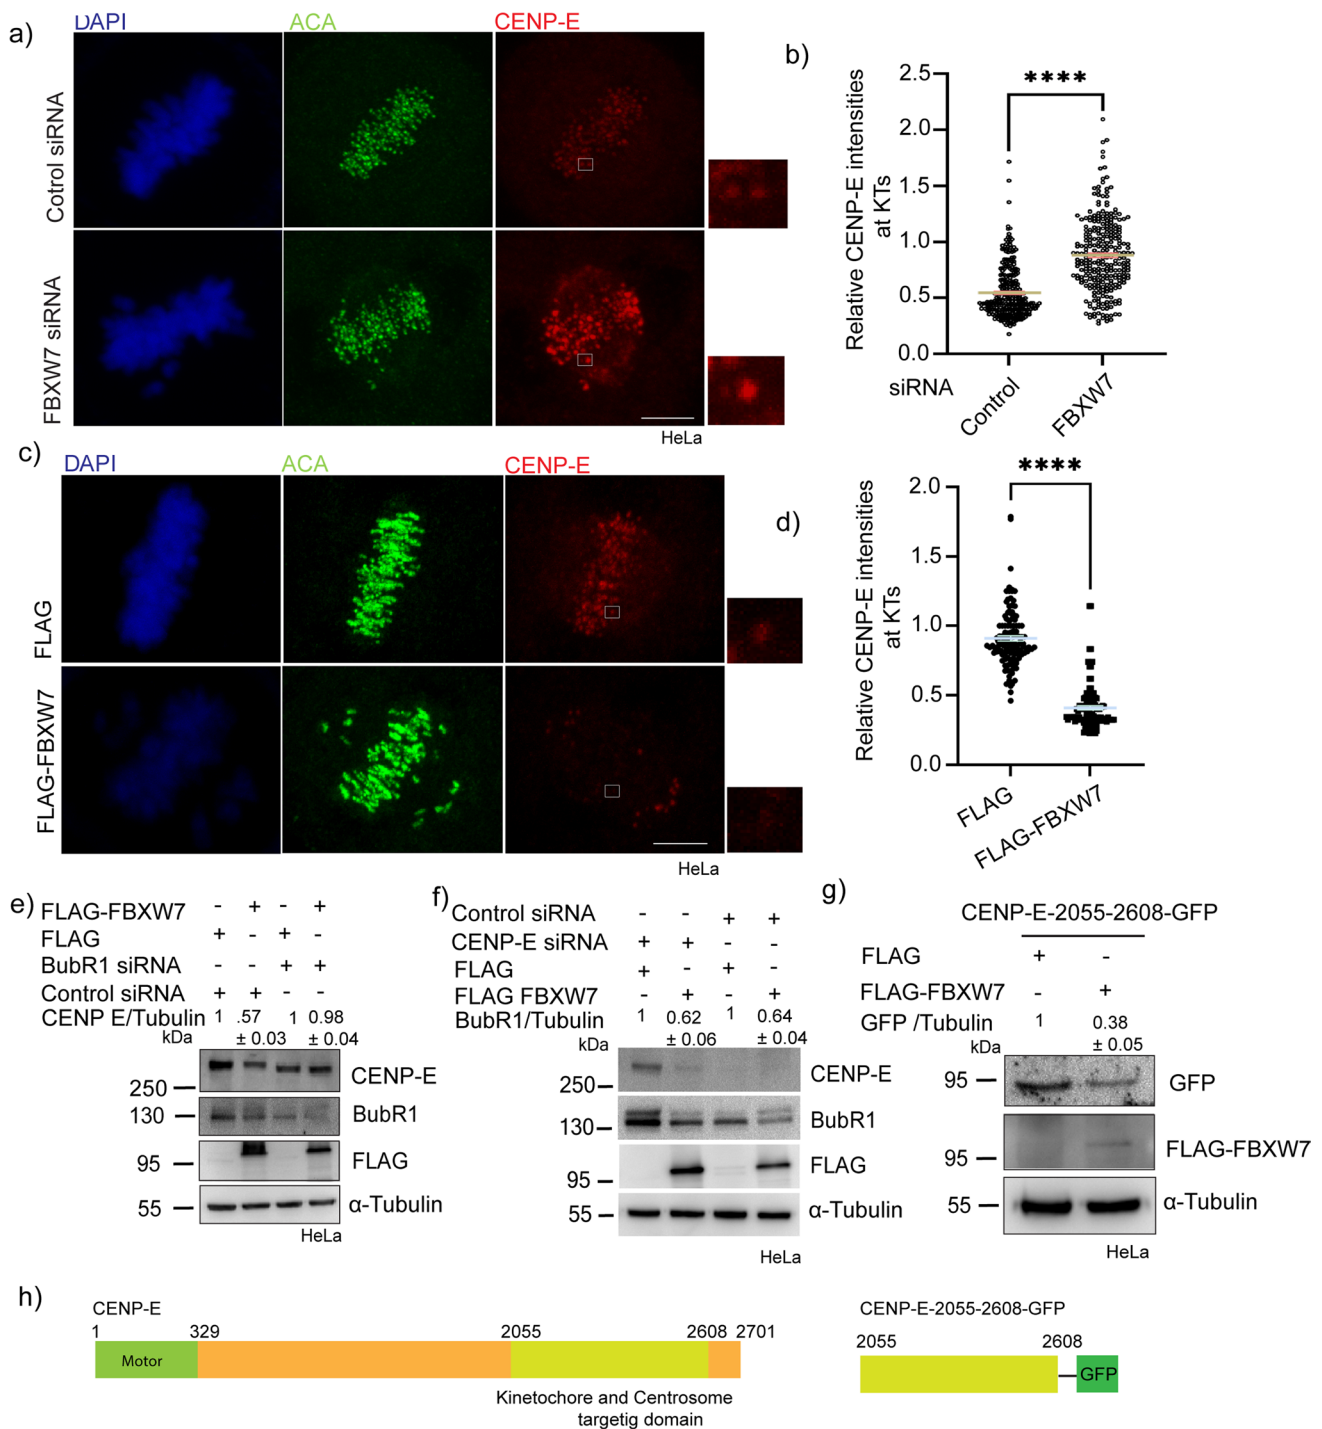 a)
DAPI
ACA
CENP-E
Cotrol siRNA
FBXW7 siRNA
HeLa
b)
Relative CENP-E intensities
at KTs
2.5
2.0
1.5
1.0
0.5
0.0
****
siRNA
Control
FBXW7
c)
DAPI
ACA
CENP-E
FLAG
FLAG-FBXW7
HeLa
d)
Relative CENP-E intensities
at KTs
2.0
1.5
1.0
0.5
0.0
****
FLAG
FLAG-FBXW7
e)
FLAG-FBXW7 - + - +
FLAG + - + -
BubR1 siRNA - - + +
Control siRNA + + - -
CENP E/Tubulin 1 .57 1 0.98
± 0.03 ± 0.04
kDa
250
CENP-E
130
BubR1
95
FLAG
55
α-Tubulin
HeLa
f)
Control siRNA - - + +
CENP-E siRNA + + - -
FLAG + - + -
FLAG FBXW7 - + - +
BubR1/Tubulin 1 0.62 1 0.64
± 0.06 ± 0.04
kDa
250
CENP-E
130
BubR1
95
FLAG
55
α-Tubulin
HeLa
g)
CENP-E-2055-2608-GFP
FLAG + -
FLAG-FBXW7 - +
GFP /Tubulin 1 0.38
± 0.05
kDa
95
GFP
95
FLAG-FBXW7
55
α-Tubulin
HeLa
h)
CENP-E
1 329 2055 2608 2701
Motor
Kinetochore and Centrosome
targetig domain
CENP-E-2055-2608-GFP
2055 2608
GFP